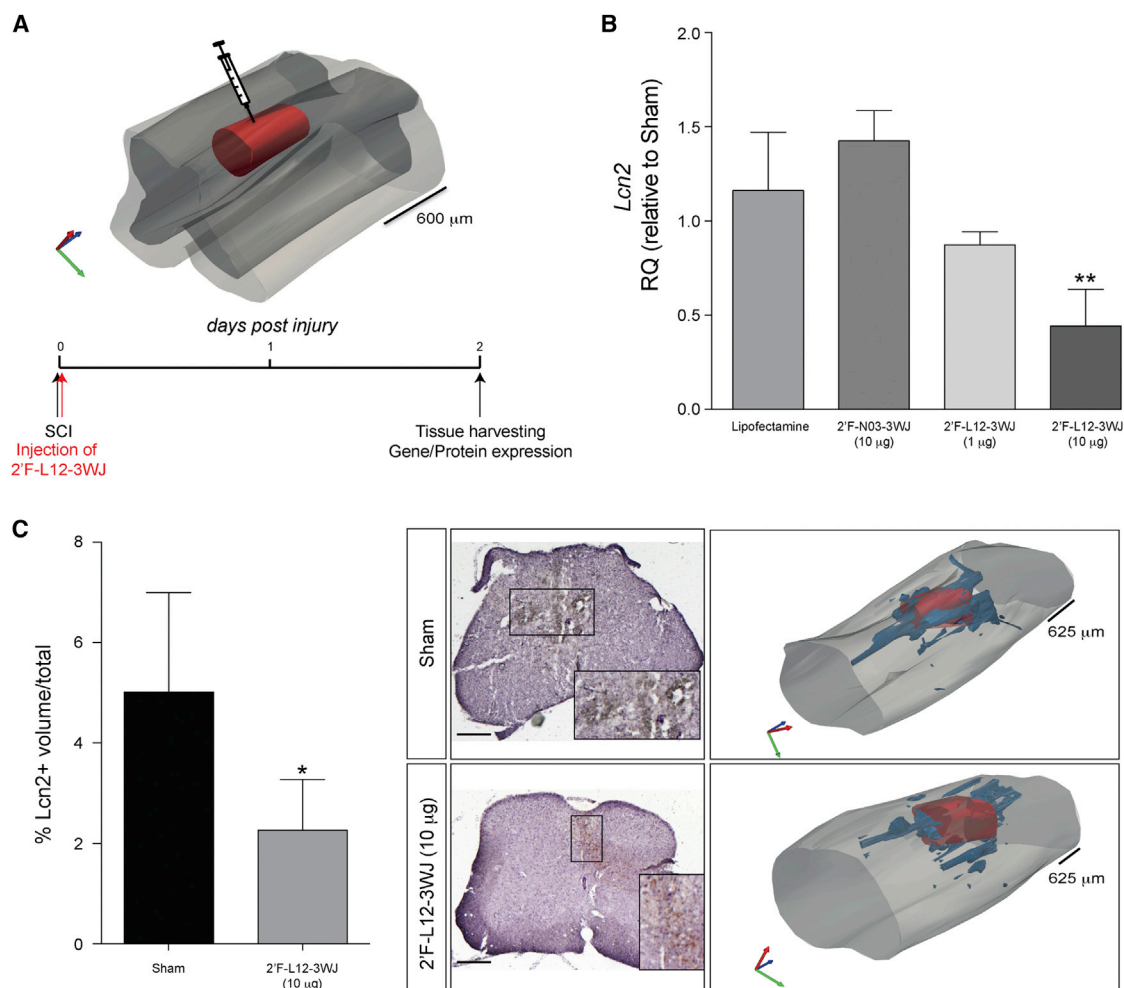 A
600 µm
days post injury
0
1
2
SCI
Injection of
2'F-L12-3WJ
Tissue harvesting
Gene/Protein expression
B
Lcn2
RQ (relative to Sham)
2.0
1.5
1.0
0.5
0.0
**
Lipofectamine
2'F-N03-3WJ
(10 µg)
2'F-L12-3WJ
(1 µg)
2'F-L12-3WJ
(10 µg)
C
% Lcn2+ volume/total
8
6
4
2
0
*
Sham
2'F-L12-3WJ
(10 µg)
Sham
625 µm
2'F-L12-3WJ (10 µg)
625 µm